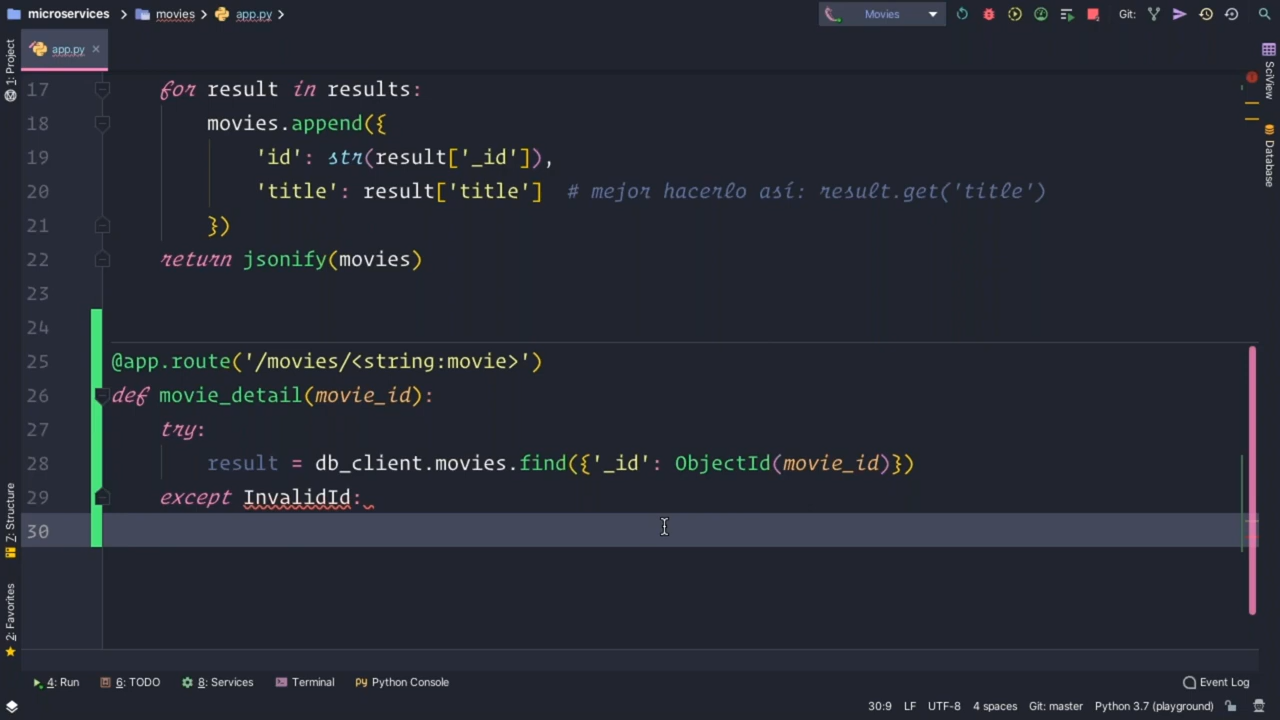 microservices movies app.py Movies Git:
app.py
1: Project
SciView
Database
17 for result in results:
18 movies.append({
19 'id': str(result['_id']),
20 'title': result['title'] # mejor hacerlo así: result.get('title')
21 })
22 return jsonify(movies)
23
24
25 @app.route('/movies/<string:movie>')
26 def movie_detail(movie_id):
27 try:
28 result = db_client.movies.find({'_id': ObjectId(movie_id)})
29 except InvalidId:
30
Z: Structure
2: Favorites
4: Run 6: TODO 8: Services Terminal Python Console Event Log
30:9 LF UTF-8 4 spaces Git: master Python 3.7 (playground)